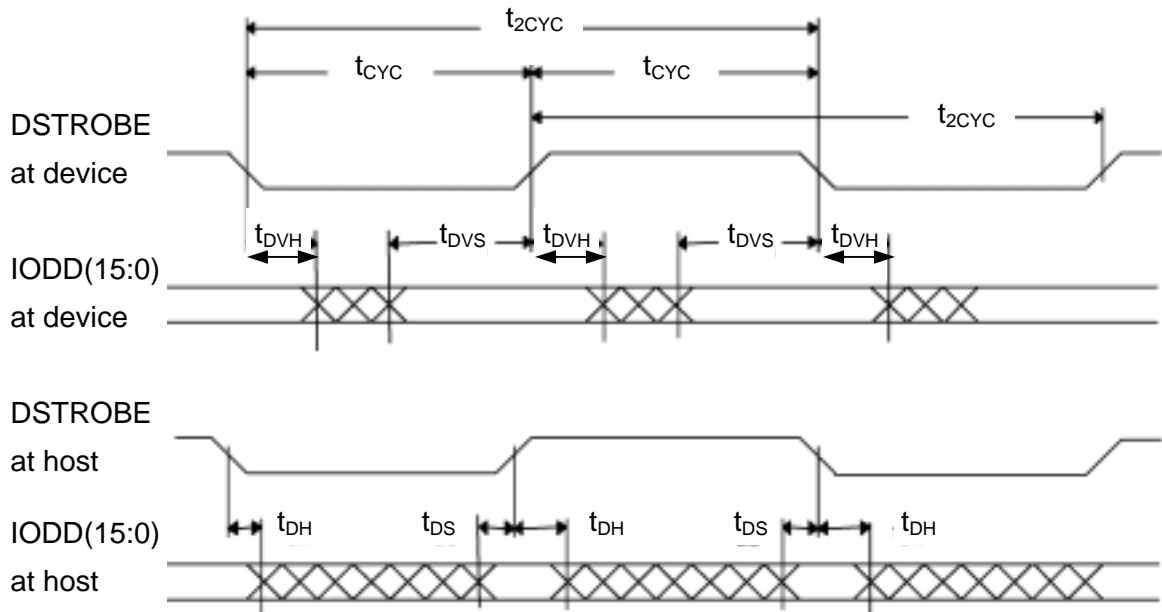 t2CYC
tCYC tCYC
t2CYC
DSTROBE
at device
tDVH tDVS tDVH tDVS tDVH
IODD(15:0)
at device
DSTROBE
at host
tDH tDS tDH tDS tDH
IODD(15:0)
at host